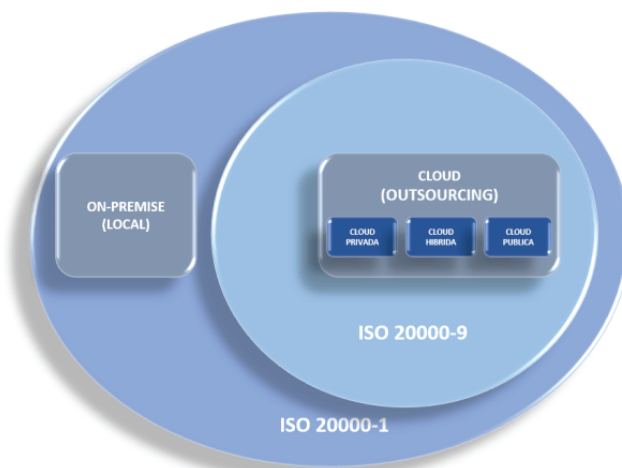 ON-PREMISE
(LOCAL)
CLOUD
(OUTSOURCING)
CLOUD
PRIVADA
CLOUD
HIBRIDA
CLOUD
PUBLICA
ISO 20000-9
ISO 20000-1